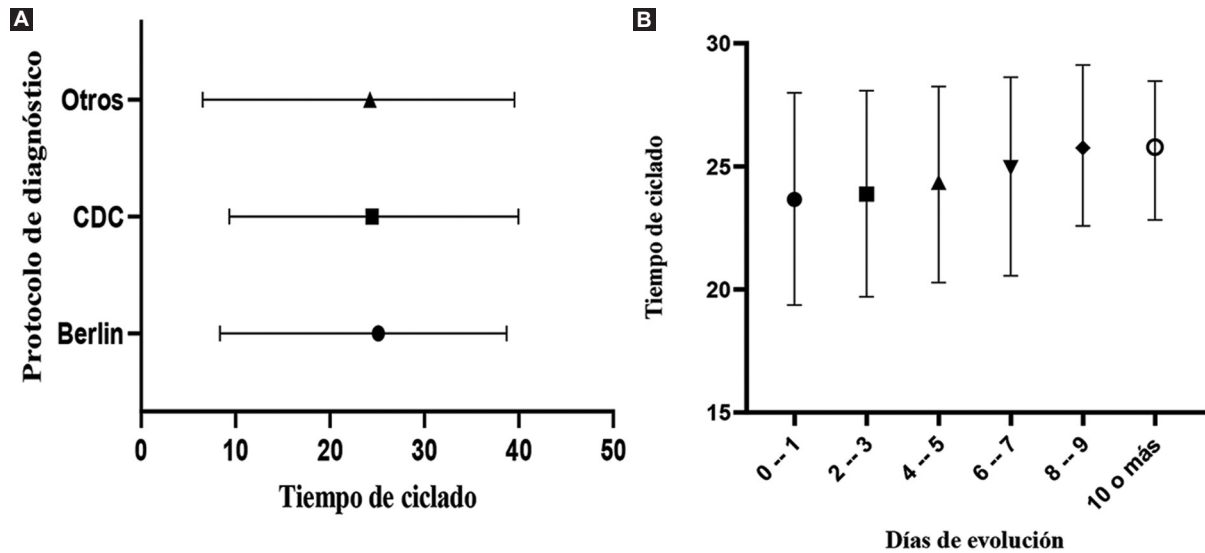 A
Protocolo de diagnóstico
Otros
CDC
Berlin
0 10 20 30 40 50
Tiempo de ciclado
B
Tiempo de ciclado
30
25
20
15
0 -- 1
2 -- 3
4 -- 5
6 -- 7
8 -- 9
10 o más
Días de evolución